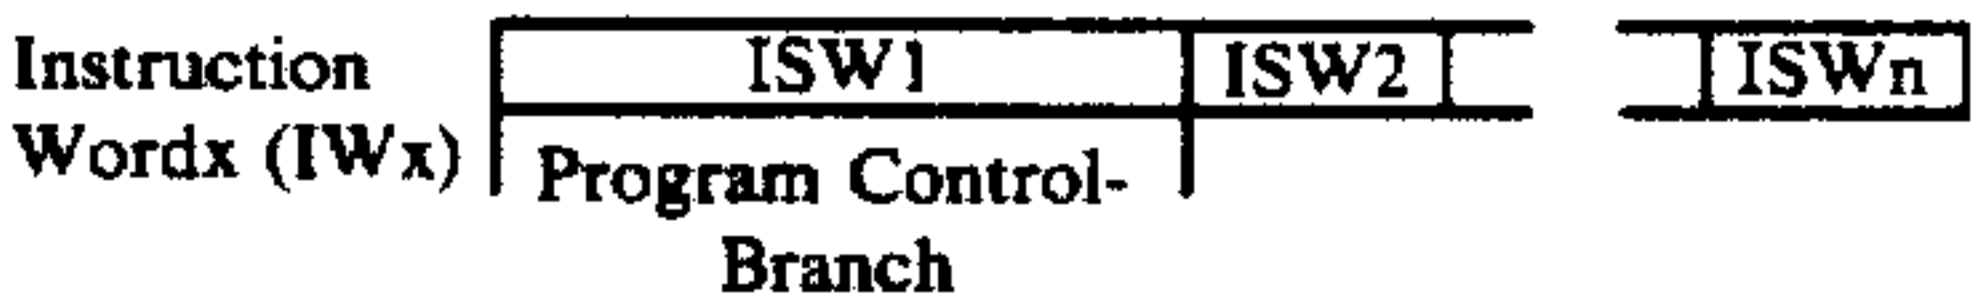 Instruction
Wordx (IWx)
ISW1
ISW2
ISWn
Program Control-
Branch